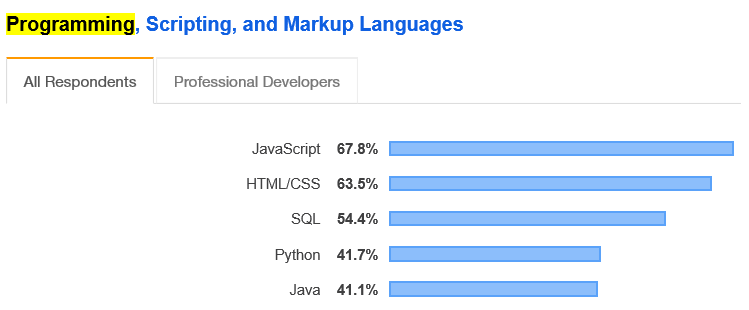 Programming, Scripting, and Markup Languages
All Respondents Professional Developers
JavaScript 67.8%
HTML/CSS 63.5%
SQL 54.4%
Python 41.7%
Java 41.1%